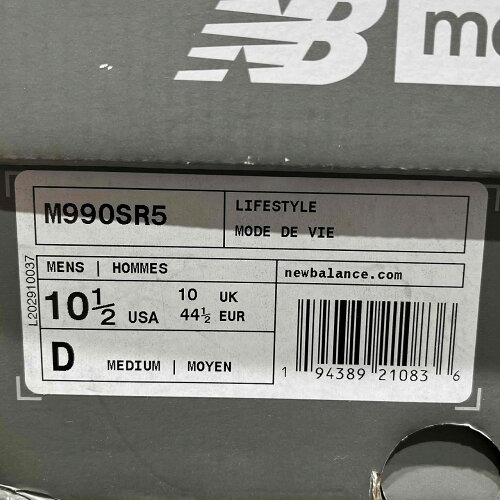 NB
M990SR5
LIFESTYLE
MODE DE VIE
L202910037
MENS | HOMMES
newbalance.com
10½ USA
10 UK
44½ EUR
D MEDIUM | MOYEN
1 94389 21083 6